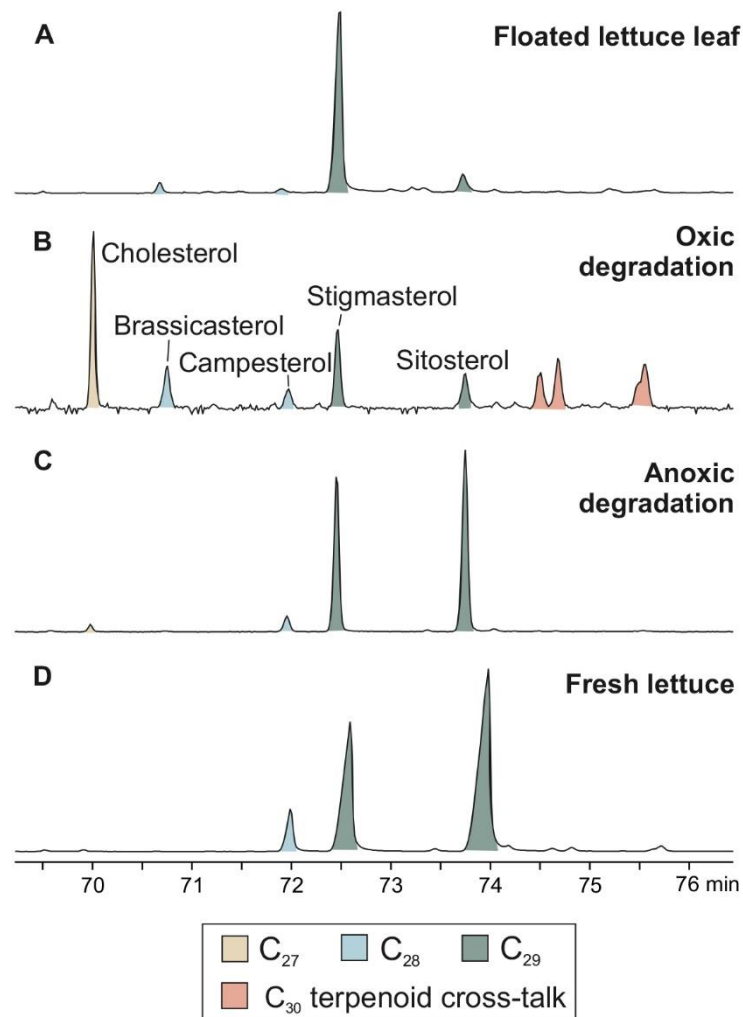 A
Floated lettuce leaf
B
Oxic
degradation
Cholesterol
Brassicasterol
Campesterol
Stigmasterol
Sitosterol
C
Anoxic
degradation
D
Fresh lettuce
70 71 72 73 74 75 76 min
C₂₇ C₂₈ C₂₉
C₃₀ terpenoid cross-talk